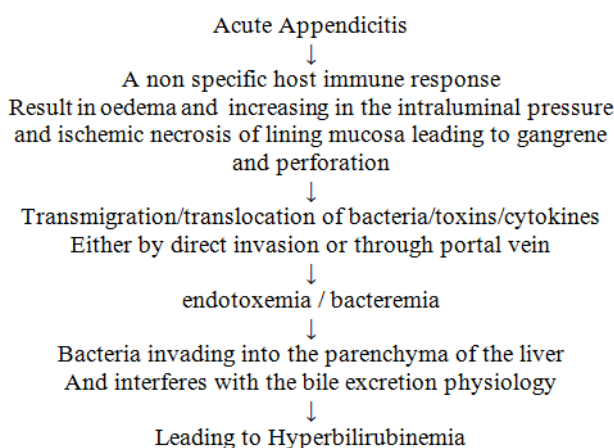 Acute Appendicitis
↓
A non specific host immune response
Result in oedema and increasing in the intraluminal pressure
and ischemic necrosis of lining mucosa leading to gangrene
and perforation
↓
Transmigration/translocation of bacteria/toxins/cytokines
Either by direct invasion or through portal vein
↓
endotoxemia / bacteremia
↓
Bacteria invading into the parenchyma of the liver
And interferes with the bile excretion physiology
↓
Leading to Hyperbilirubinemia